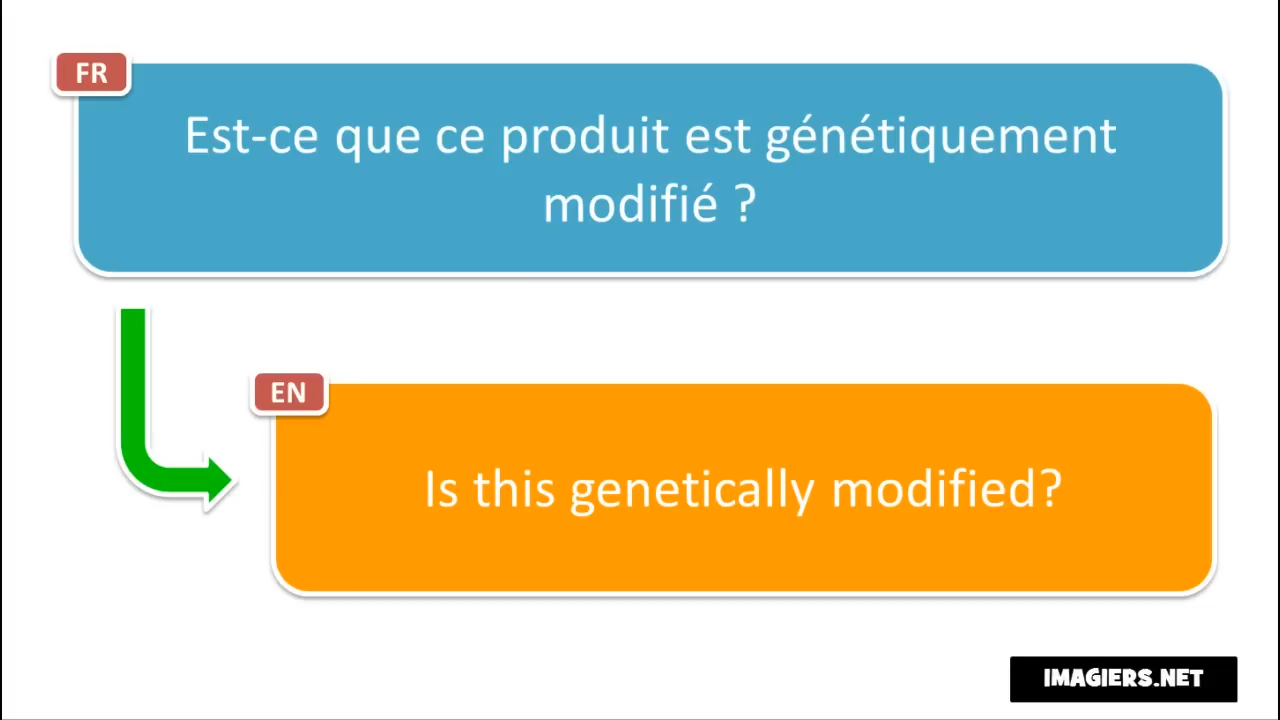 FR
Est-ce que ce produit est génétiquement
modifié ?
EN
Is this genetically modified?
IMAGIERS.NET